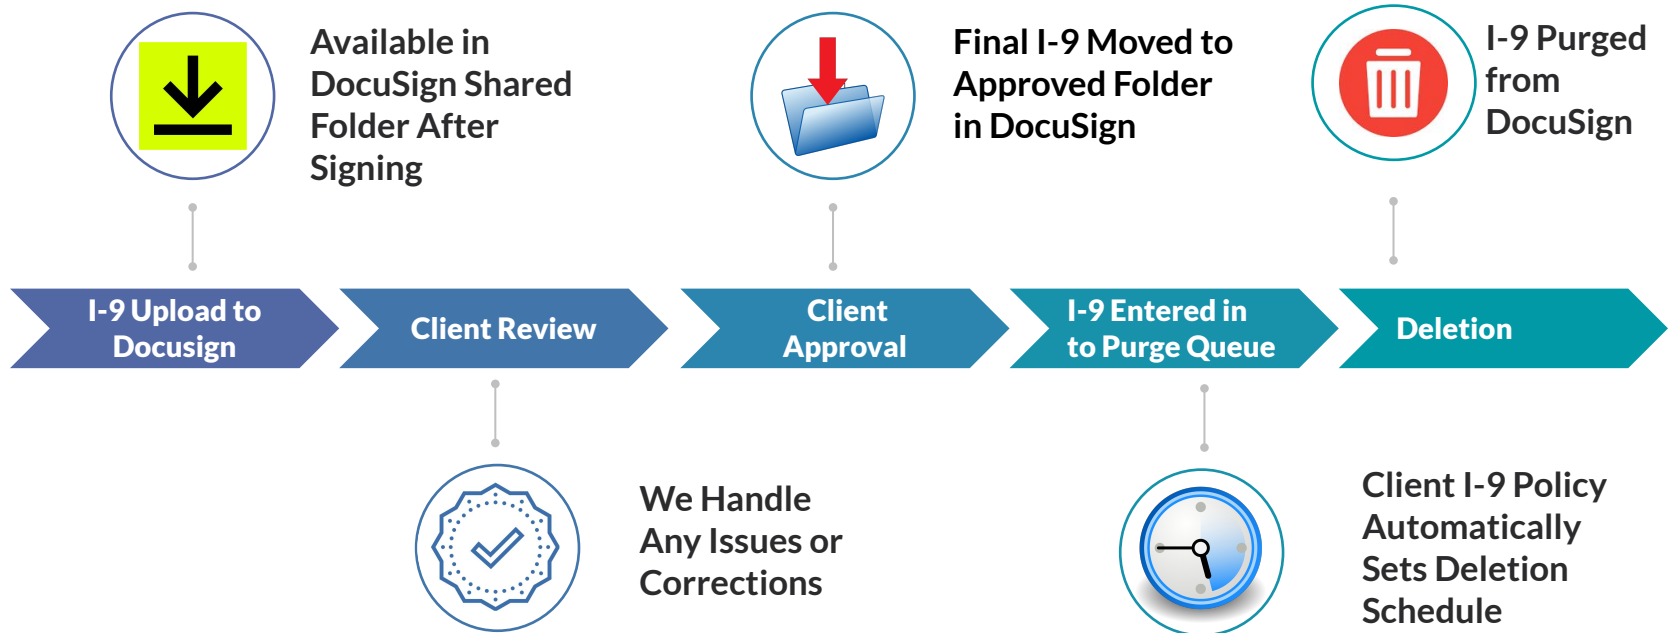 Available in
DocuSign Shared
Folder After
Signing
Final I-9 Moved to
Approved Folder
in DocuSign
I-9 Purged
from
DocuSign
I-9 Upload to
Docusign
Client Review
Client
Approval
I-9 Entered in
to Purge Queue
Deletion
We Handle
Any Issues or
Corrections
Client I-9 Policy
Automatically
Sets Deletion
Schedule